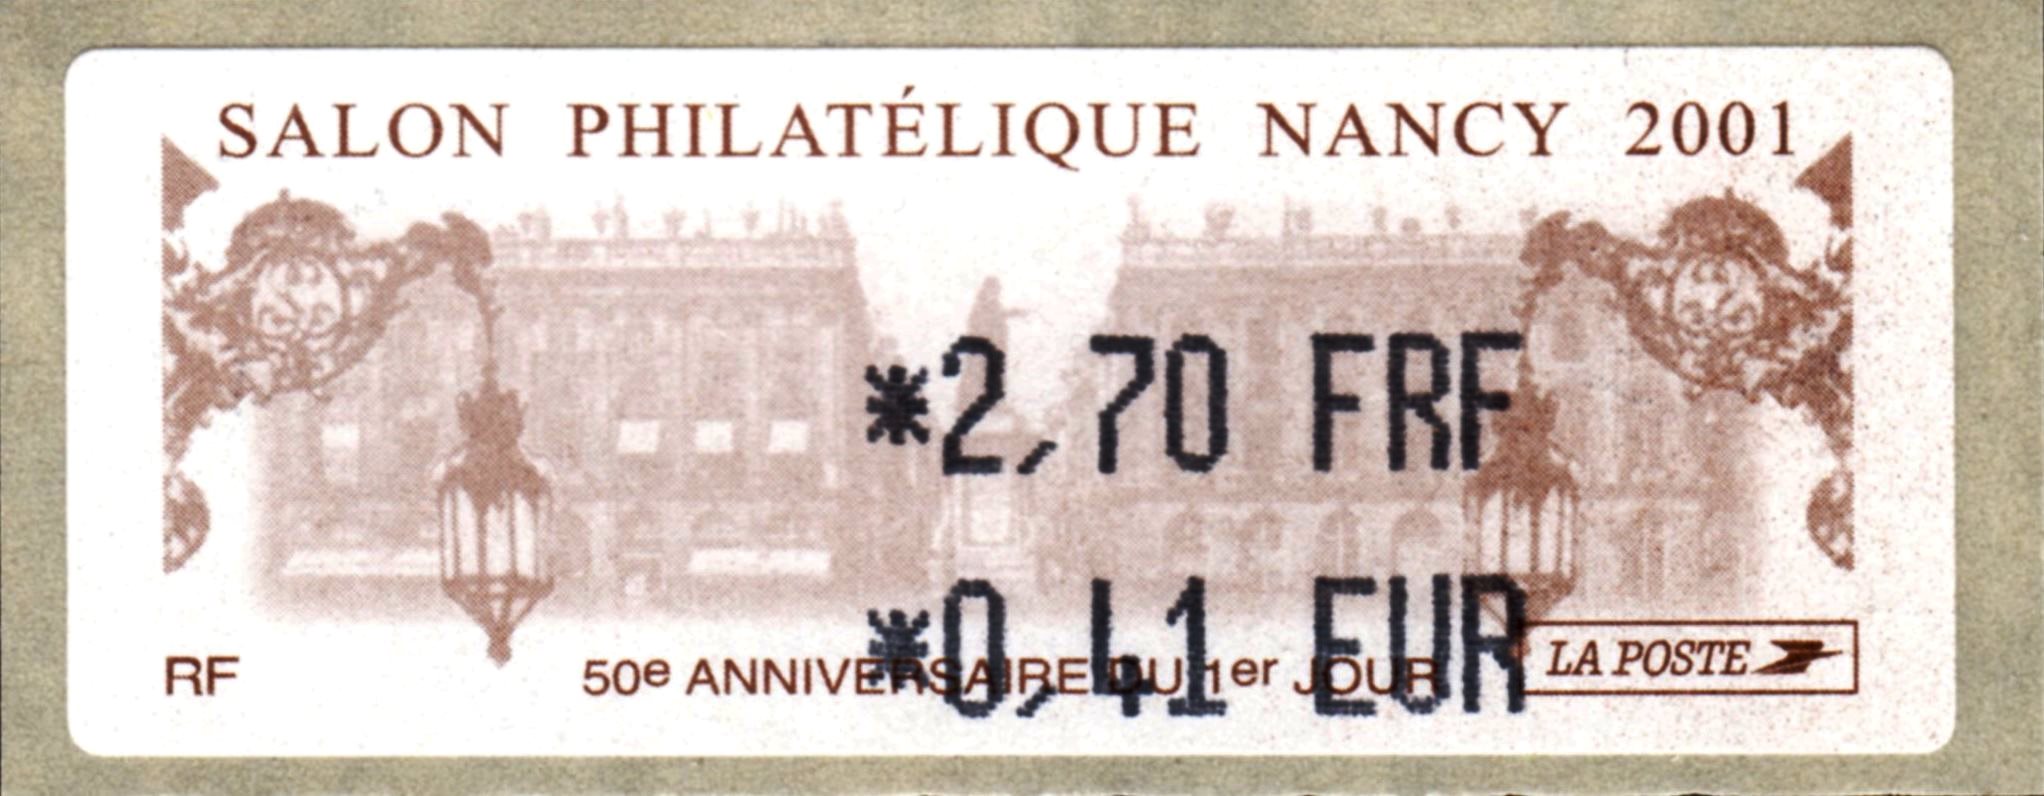 SALON PHILATÉLIQUE NANCY 2001
*2,70 FRF
*0,41 EUR
RF
50e ANNIVERSAIRE DU 1er JOUR
LA POSTE